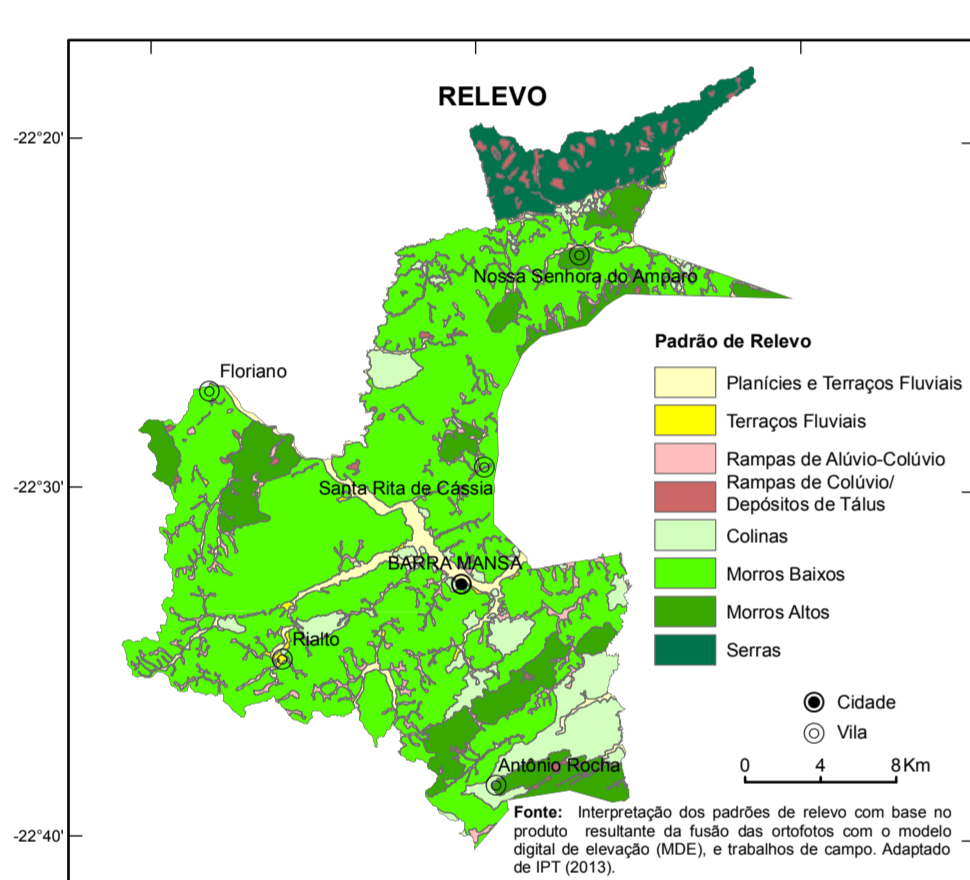 RELEVO
-22°20'
Nossa Senhora do Amparo
Floriano
-22°30'
Santa Rita de Cássia
BARRA MANSA
Rialto
Antônio Rocha
-22°40'
Padrão de Relevo
Planícies e Terraços Fluviais
Terraços Fluviais
Rampas de Alúvio-Colúvio
Rampas de Colúvio/
Depósitos de Tálus
Colinas
Morros Baixos
Morros Altos
Serras
Cidade
Vila
0 4 8 Km
Fonte: Interpretação dos padrões de relevo com base no
produto resultante da fusão das ortofotos com o modelo
digital de elevação (MDE), e trabalhos de campo. Adaptado
de IPT (2013).